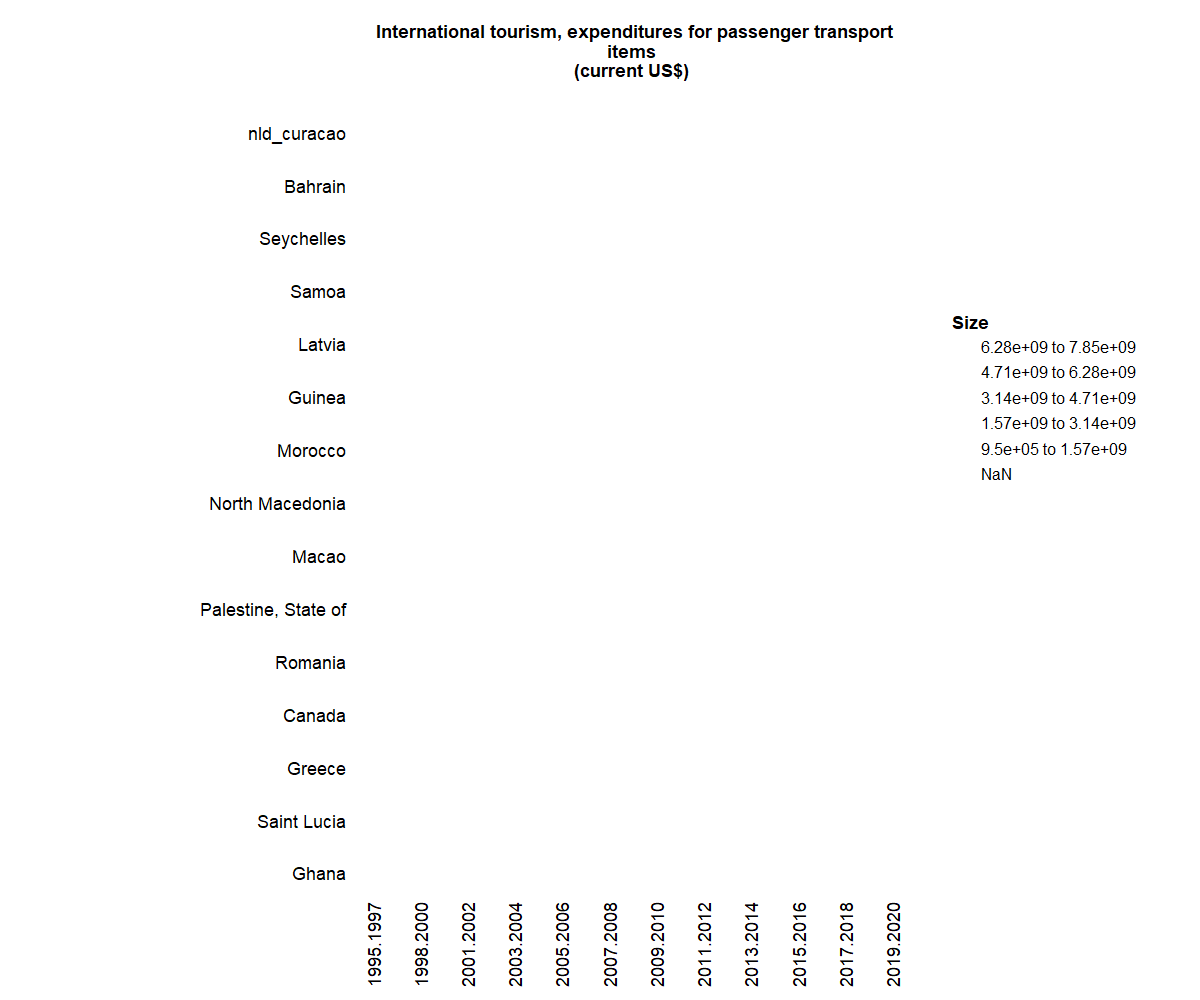 International tourism, expenditures for passenger transport
items
(current US$)
nld_curacao
Bahrain
Seychelles
Samoa
Latvia
Guinea
Morocco
North Macedonia
Macao
Palestine, State of
Romania
Canada
Greece
Saint Lucia
Ghana
1995.1997
1998.2000
2001.2002
2003.2004
2005.2006
2007.2008
2009.2010
2011.2012
2013.2014
2015.2016
2017.2018
2019.2020
Size
6.28e+09 to 7.85e+09
4.71e+09 to 6.28e+09
3.14e+09 to 4.71e+09
1.57e+09 to 3.14e+09
9.5e+05 to 1.57e+09
NaN